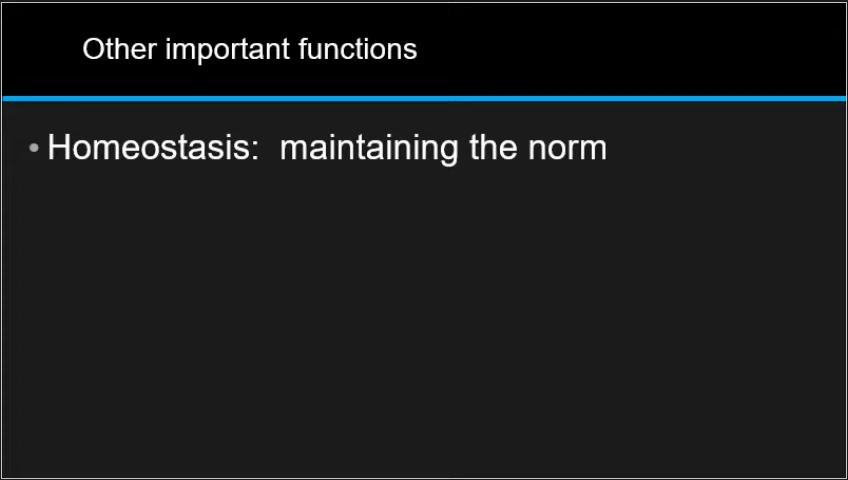 Other important functions
• Homeostasis:  maintaining the norm